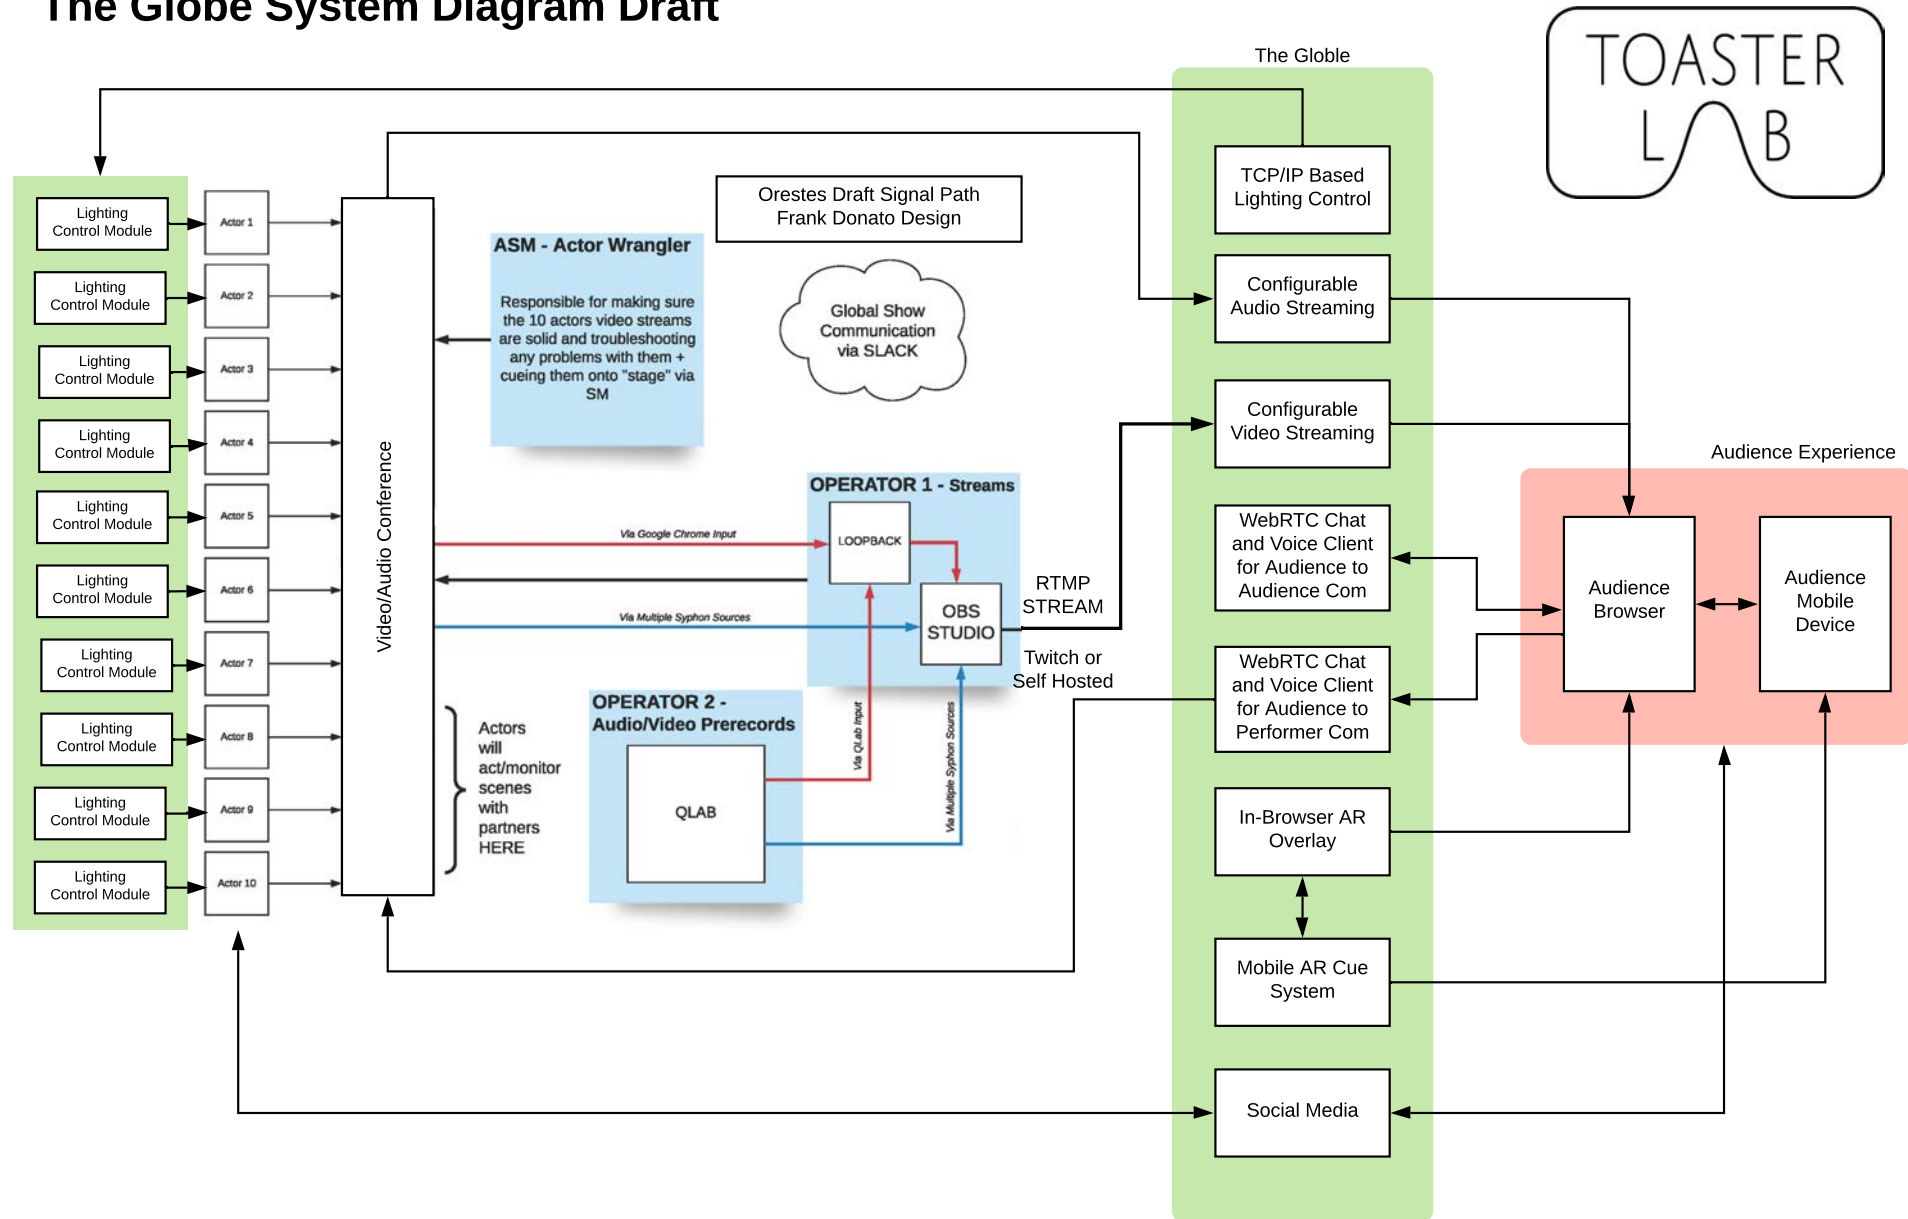 The Globe System Diagram Draft
TOASTER
LAB
The Globle
TCP/IP Based
Lighting Control
Configurable
Audio Streaming
Configurable
Video Streaming
WebRTC Chat
and Voice Client
for Audience to
Audience Com
WebRTC Chat
and Voice Client
for Audience to
Performer Com
In-Browser AR
Overlay
Mobile AR Cue
System
Social Media
Audience Experience
Audience
Browser
Audience
Mobile
Device
Lighting
Control Module
Actor 1
Lighting
Control Module
Actor 2
Lighting
Control Module
Actor 3
Lighting
Control Module
Actor 4
Lighting
Control Module
Actor 5
Lighting
Control Module
Actor 6
Lighting
Control Module
Actor 7
Lighting
Control Module
Actor 8
Lighting
Control Module
Actor 9
Lighting
Control Module
Actor 10
Video/Audio Conference
Orestes Draft Signal Path
Frank Donato Design
ASM - Actor Wrangler
Responsible for making sure
the 10 actors video streams
are solid and troubleshooting
any problems with them +
cueing them onto "stage" via
SM
Global Show
Communication
via SLACK
OPERATOR 1 - Streams
LOOPBACK
OBS
STUDIO
Via Google Chrome Input
Via Multiple Syphon Sources
RTMP
STREAM
Twitch or
Self Hosted
OPERATOR 2 -
Audio/Video Prerecords
QLAB
Via QLab Input
Via Multiple Syphon Sources
Actors
will
act/monitor
scenes
with
partners
HERE